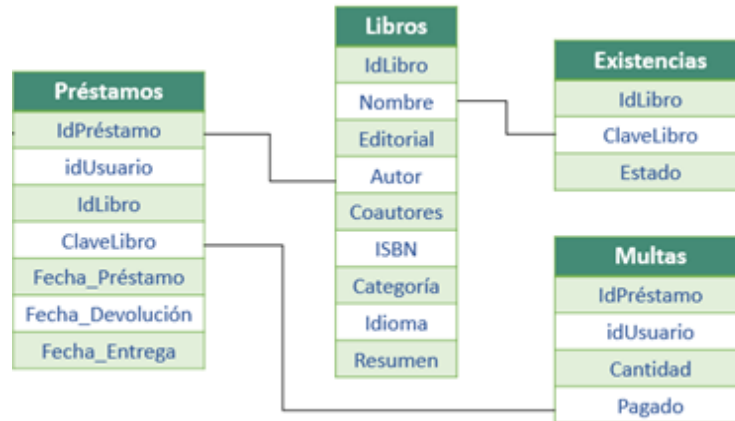 Préstamos
IdPréstamo
idUsuario
IdLibro
ClaveLibro
Fecha_Préstamo
Fecha_Devolución
Fecha_Entrega
Libros
IdLibro
Nombre
Editorial
Autor
Coautores
ISBN
Categoría
Idioma
Resumen
Existencias
IdLibro
ClaveLibro
Estado
Multas
IdPréstamo
idUsuario
Cantidad
Pagado